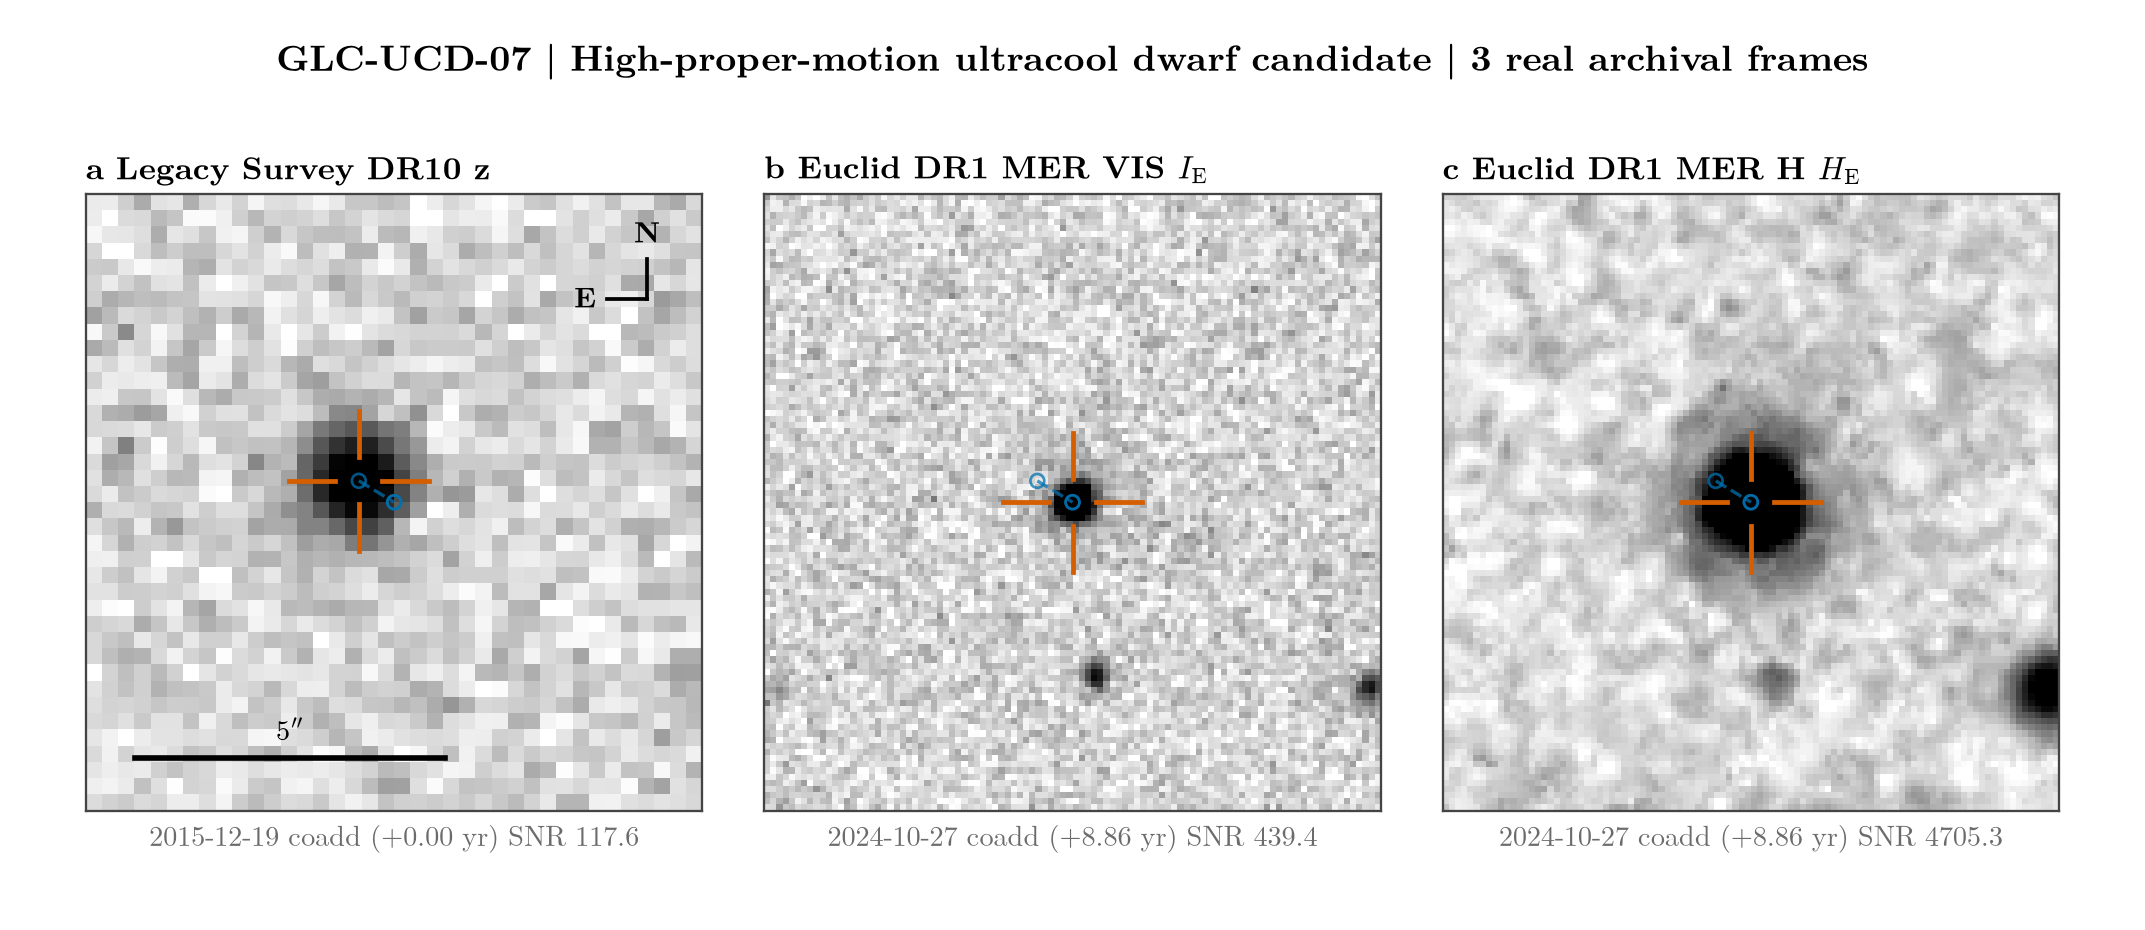 GLC-UCD-07 | High-proper-motion ultracool dwarf candidate | 3 real archival frames
a Legacy Survey DR10 z
b Euclid DR1 MER VIS I_E
c Euclid DR1 MER H H_E
N
E
5″
2015-12-19 coadd (+0.00 yr) SNR 117.6
2024-10-27 coadd (+8.86 yr) SNR 439.4
2024-10-27 coadd (+8.86 yr) SNR 4705.3